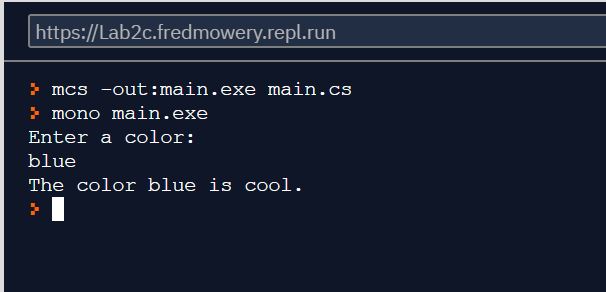 https://Lab2c.fredmowery.repl.run
> mcs -out:main.exe main.cs
> mono main.exe
Enter a color:
blue
The color blue is cool.
>